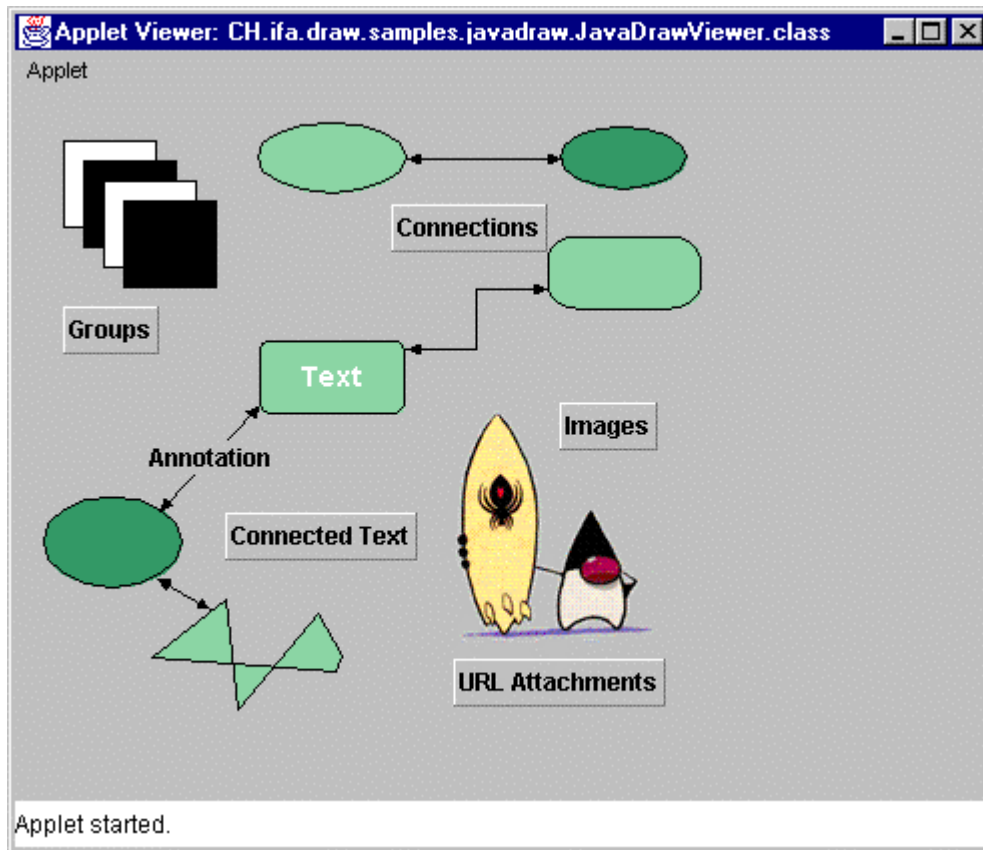 Applet Viewer: CH.ifa.draw.samples.javadraw.JavaDrawViewer.class
Applet
Connections
Groups
Text
Images
Annotation
Connected Text
URL Attachments
Applet started.